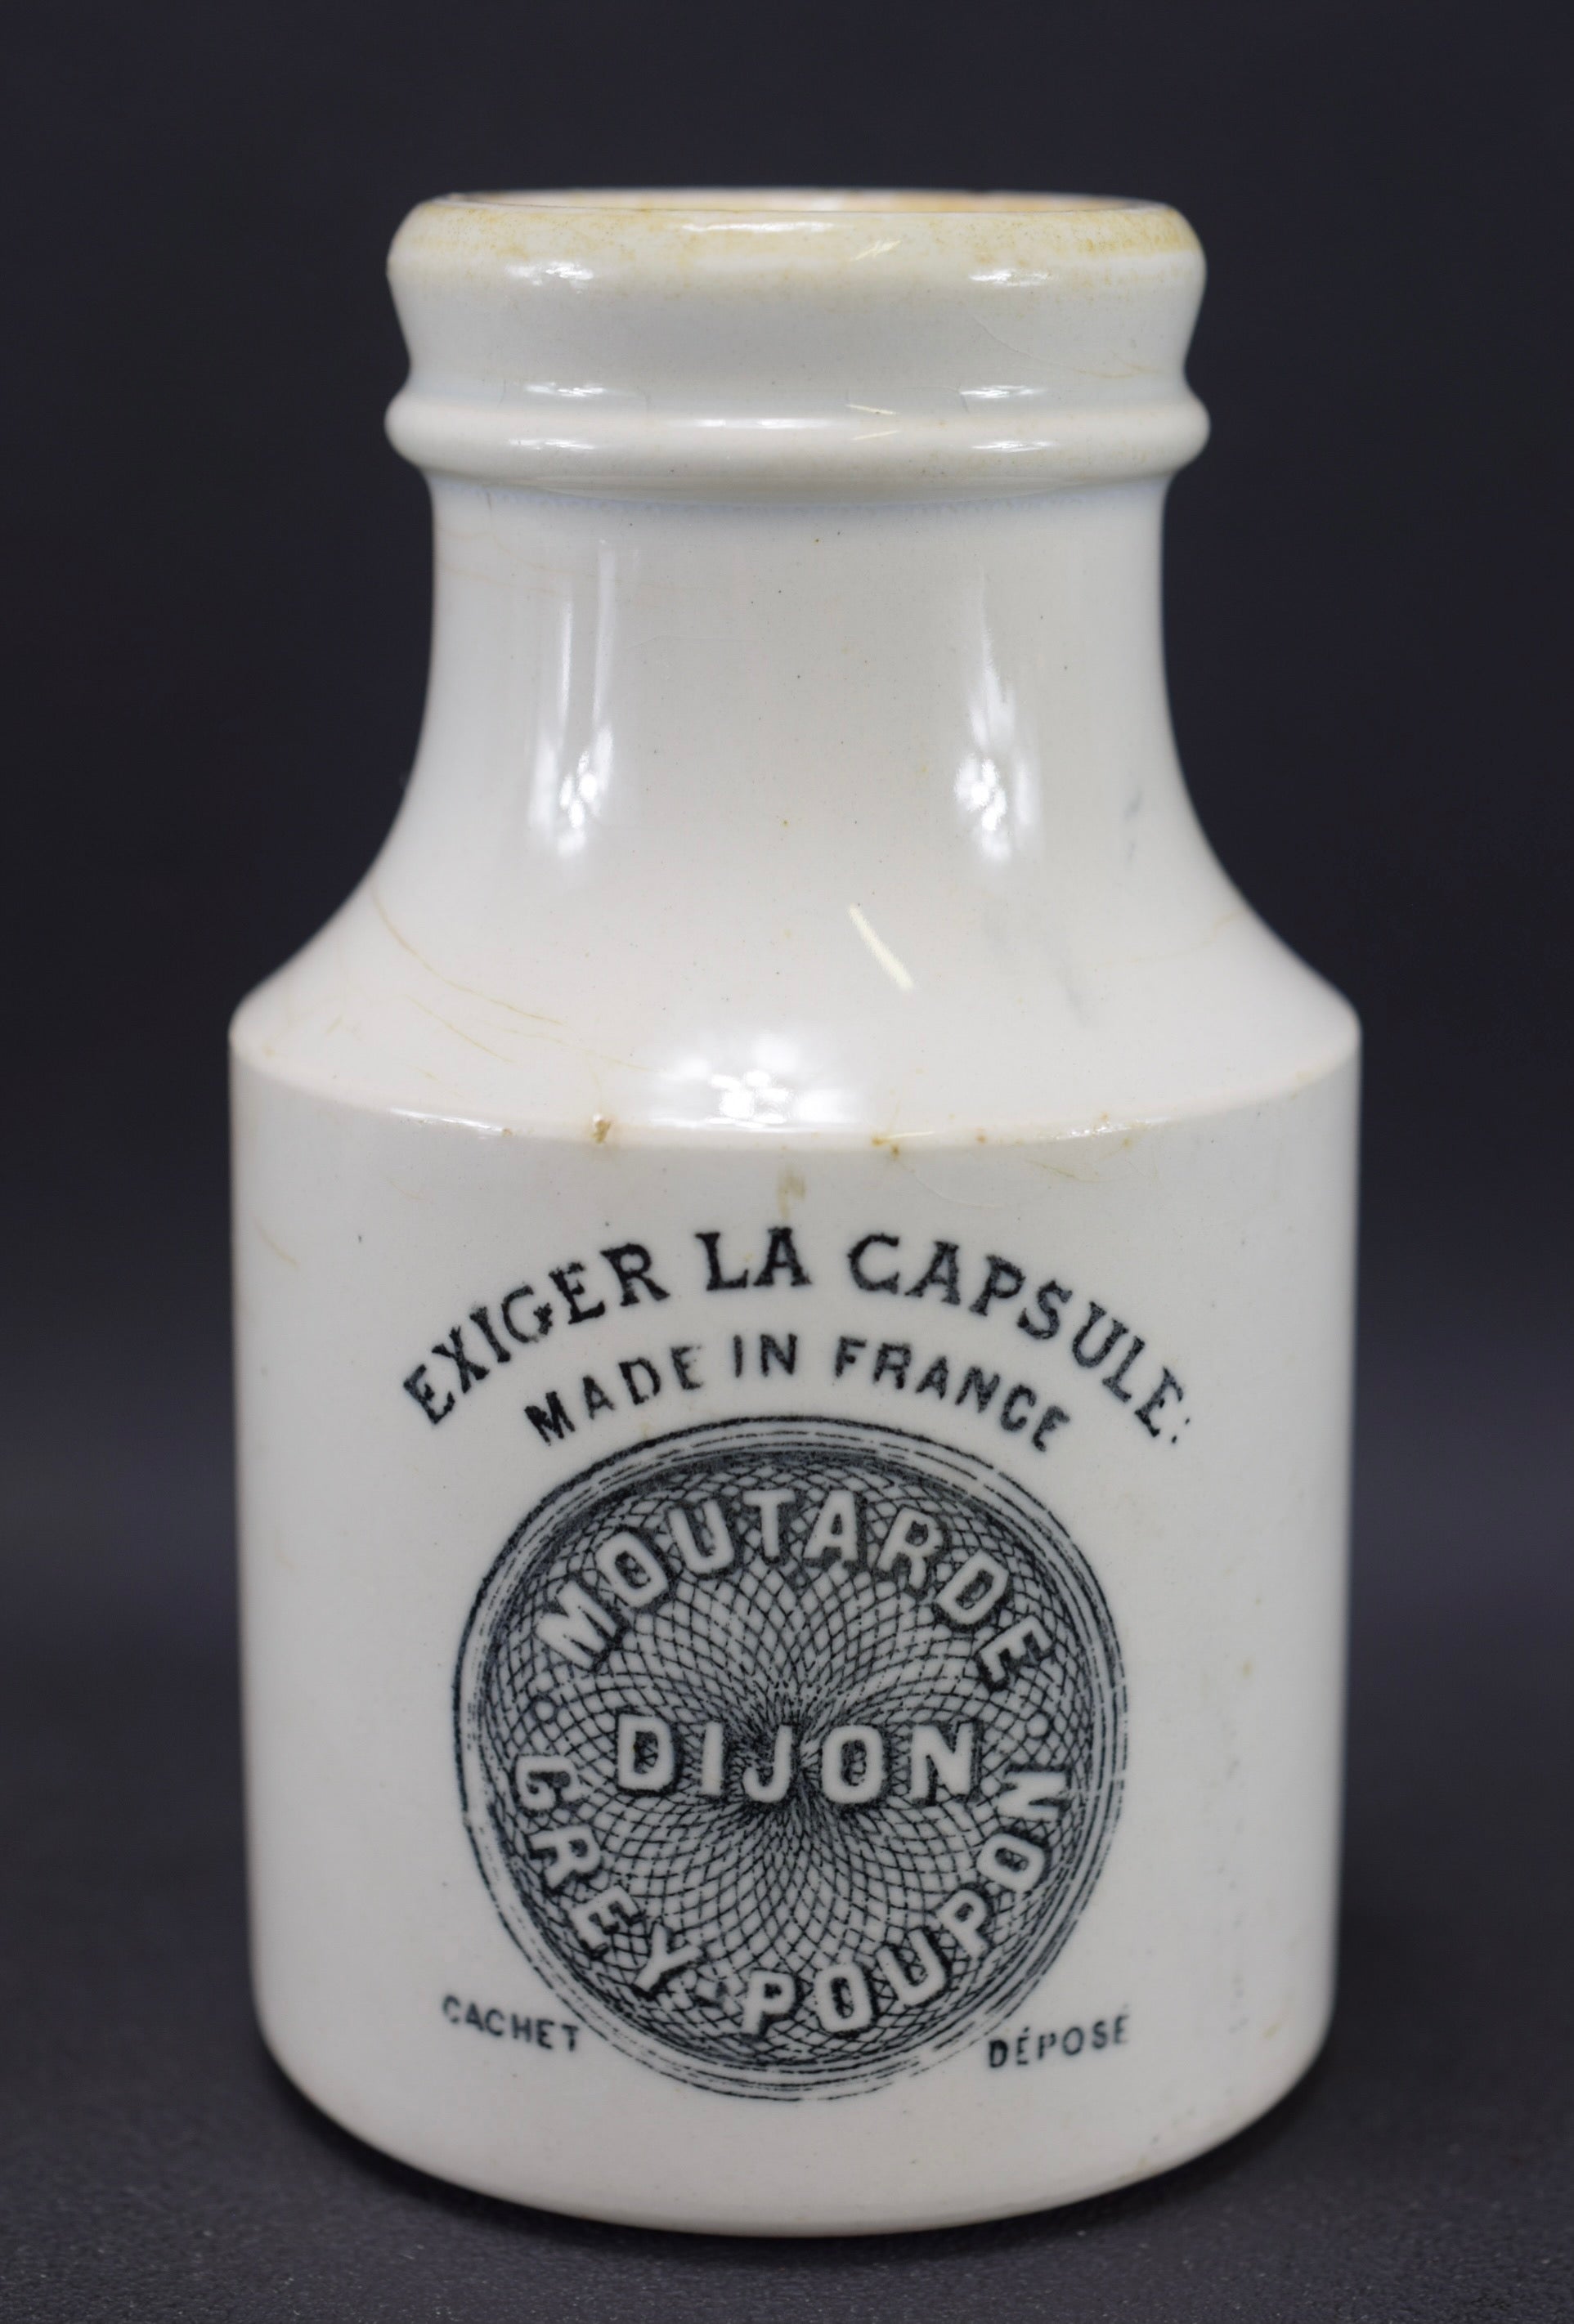 EXIGER LA CAPSULE:
MADE IN FRANCE
MOUTARDE
DIJON
GREY-POUPON
CACHET DÉPOSÉ